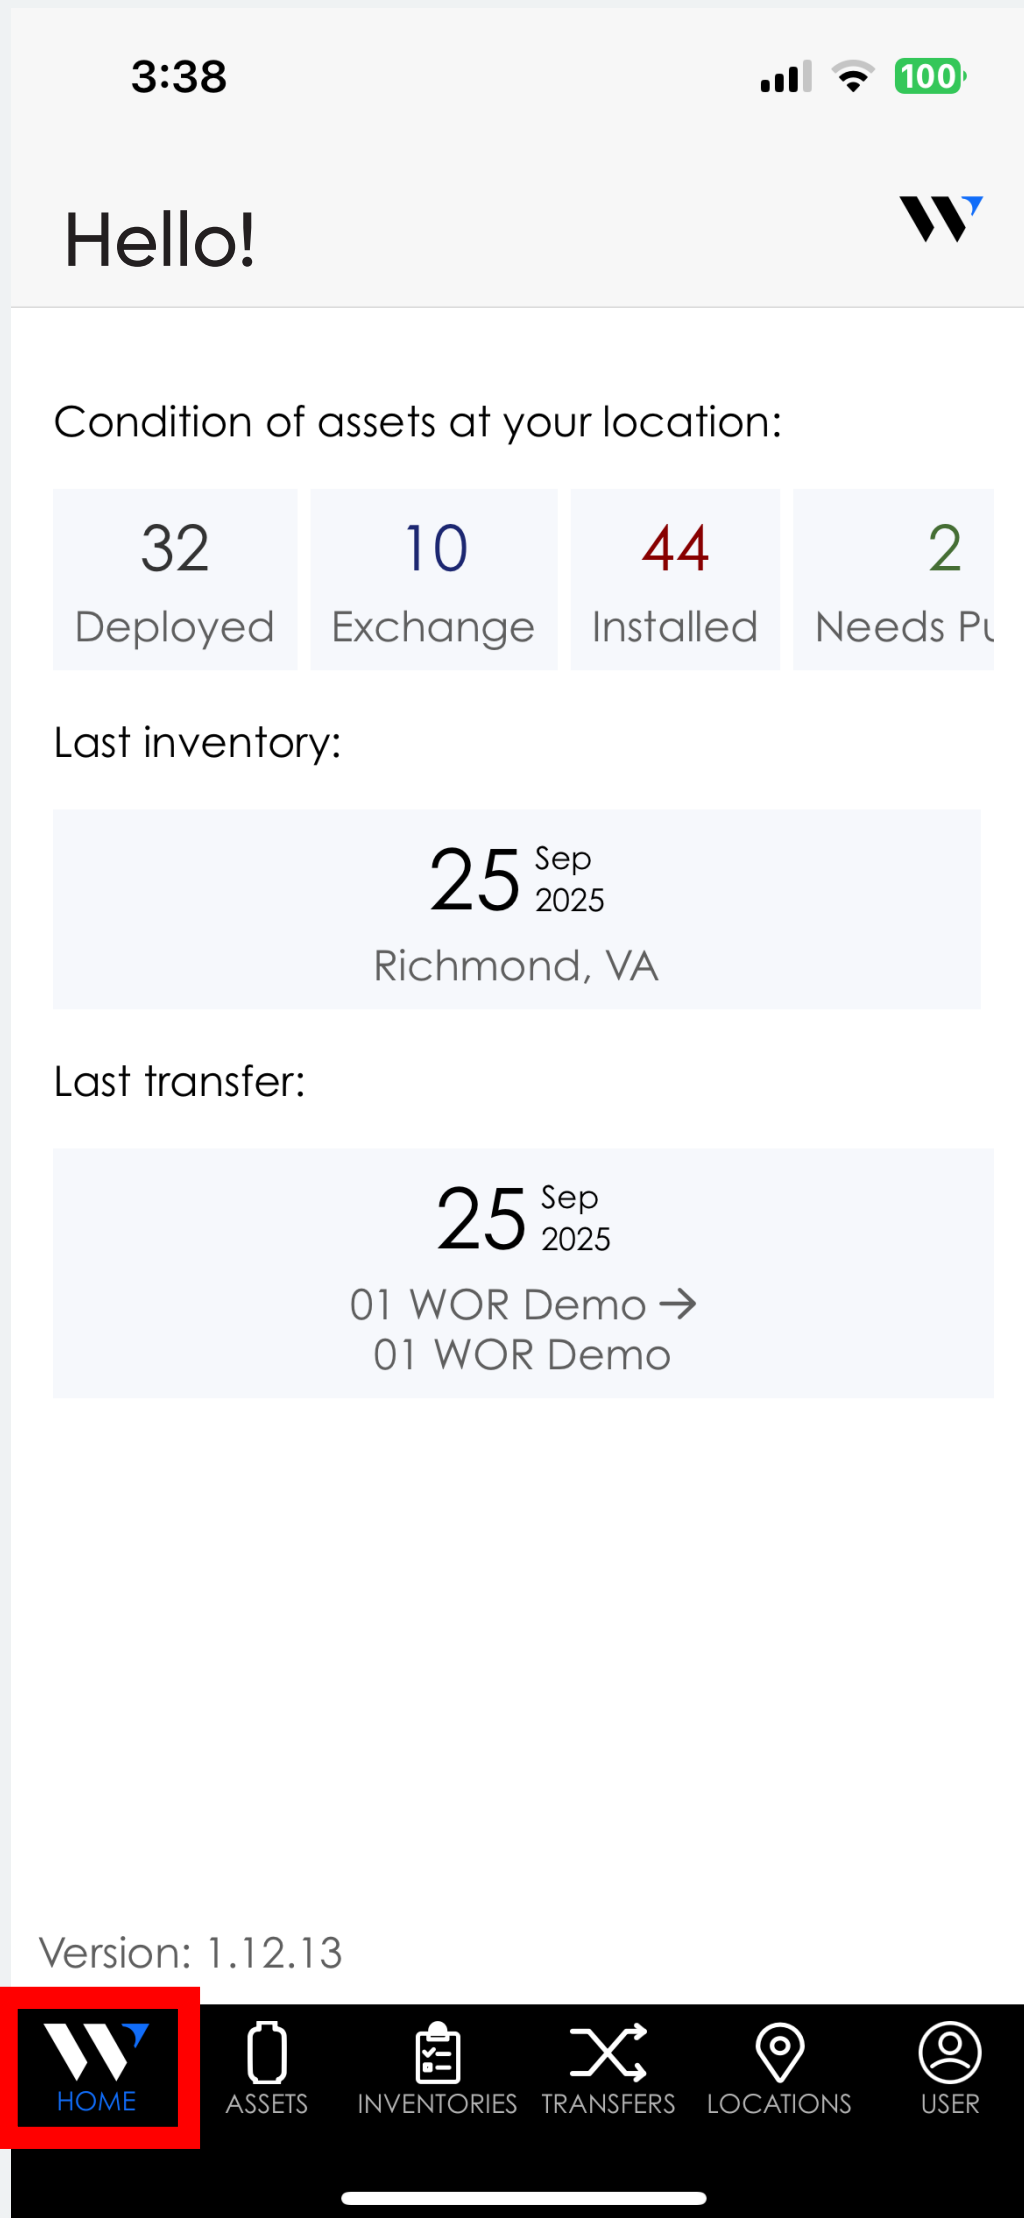 3:38
100
Hello!
Condition of assets at your location:
32
Deployed
10
Exchange
44
Installed
2
Needs Pu
Last inventory:
25 Sep
2025
Richmond, VA
Last transfer:
25 Sep
2025
01 WOR Demo →
01 WOR Demo
Version: 1.12.13
HOME
ASSETS
INVENTORIES
TRANSFERS
LOCATIONS
USER